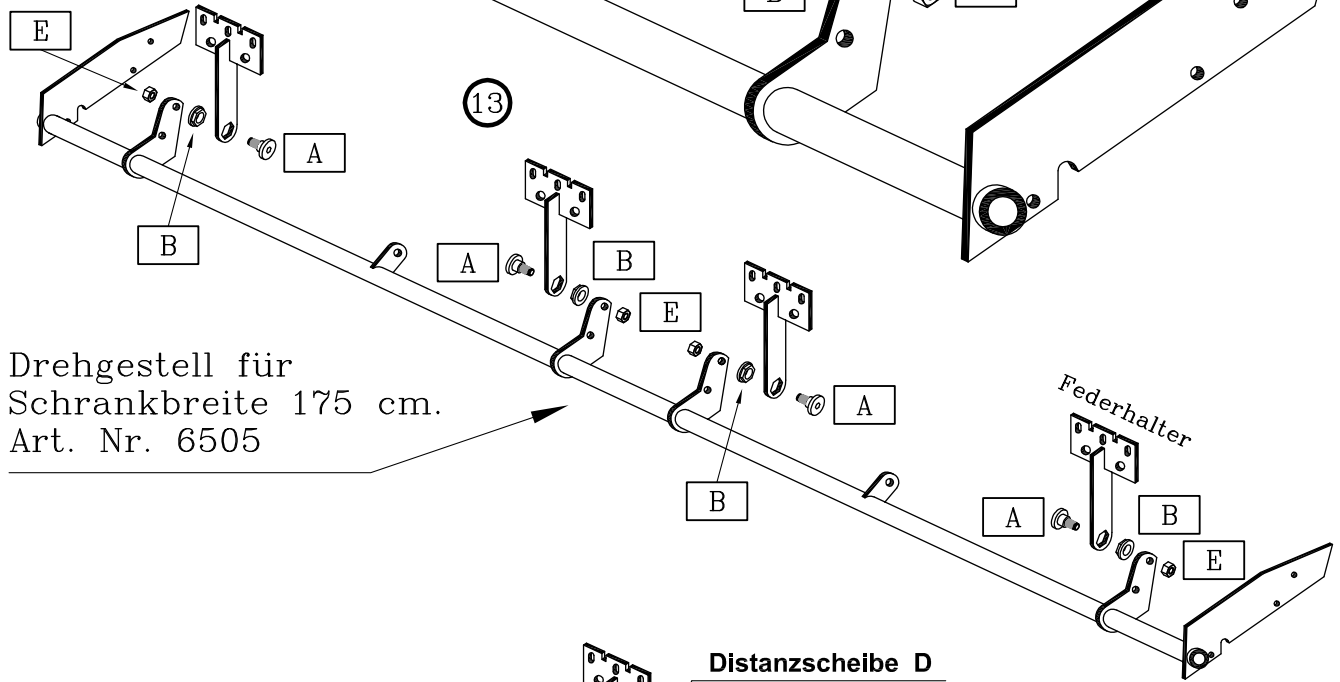 E
13
A
B
A
B
E
Drehgestell für
Schrankbreite 175 cm.
Art. Nr. 6505
A
B
Federhalter
A
B
E
Distanzscheibe D